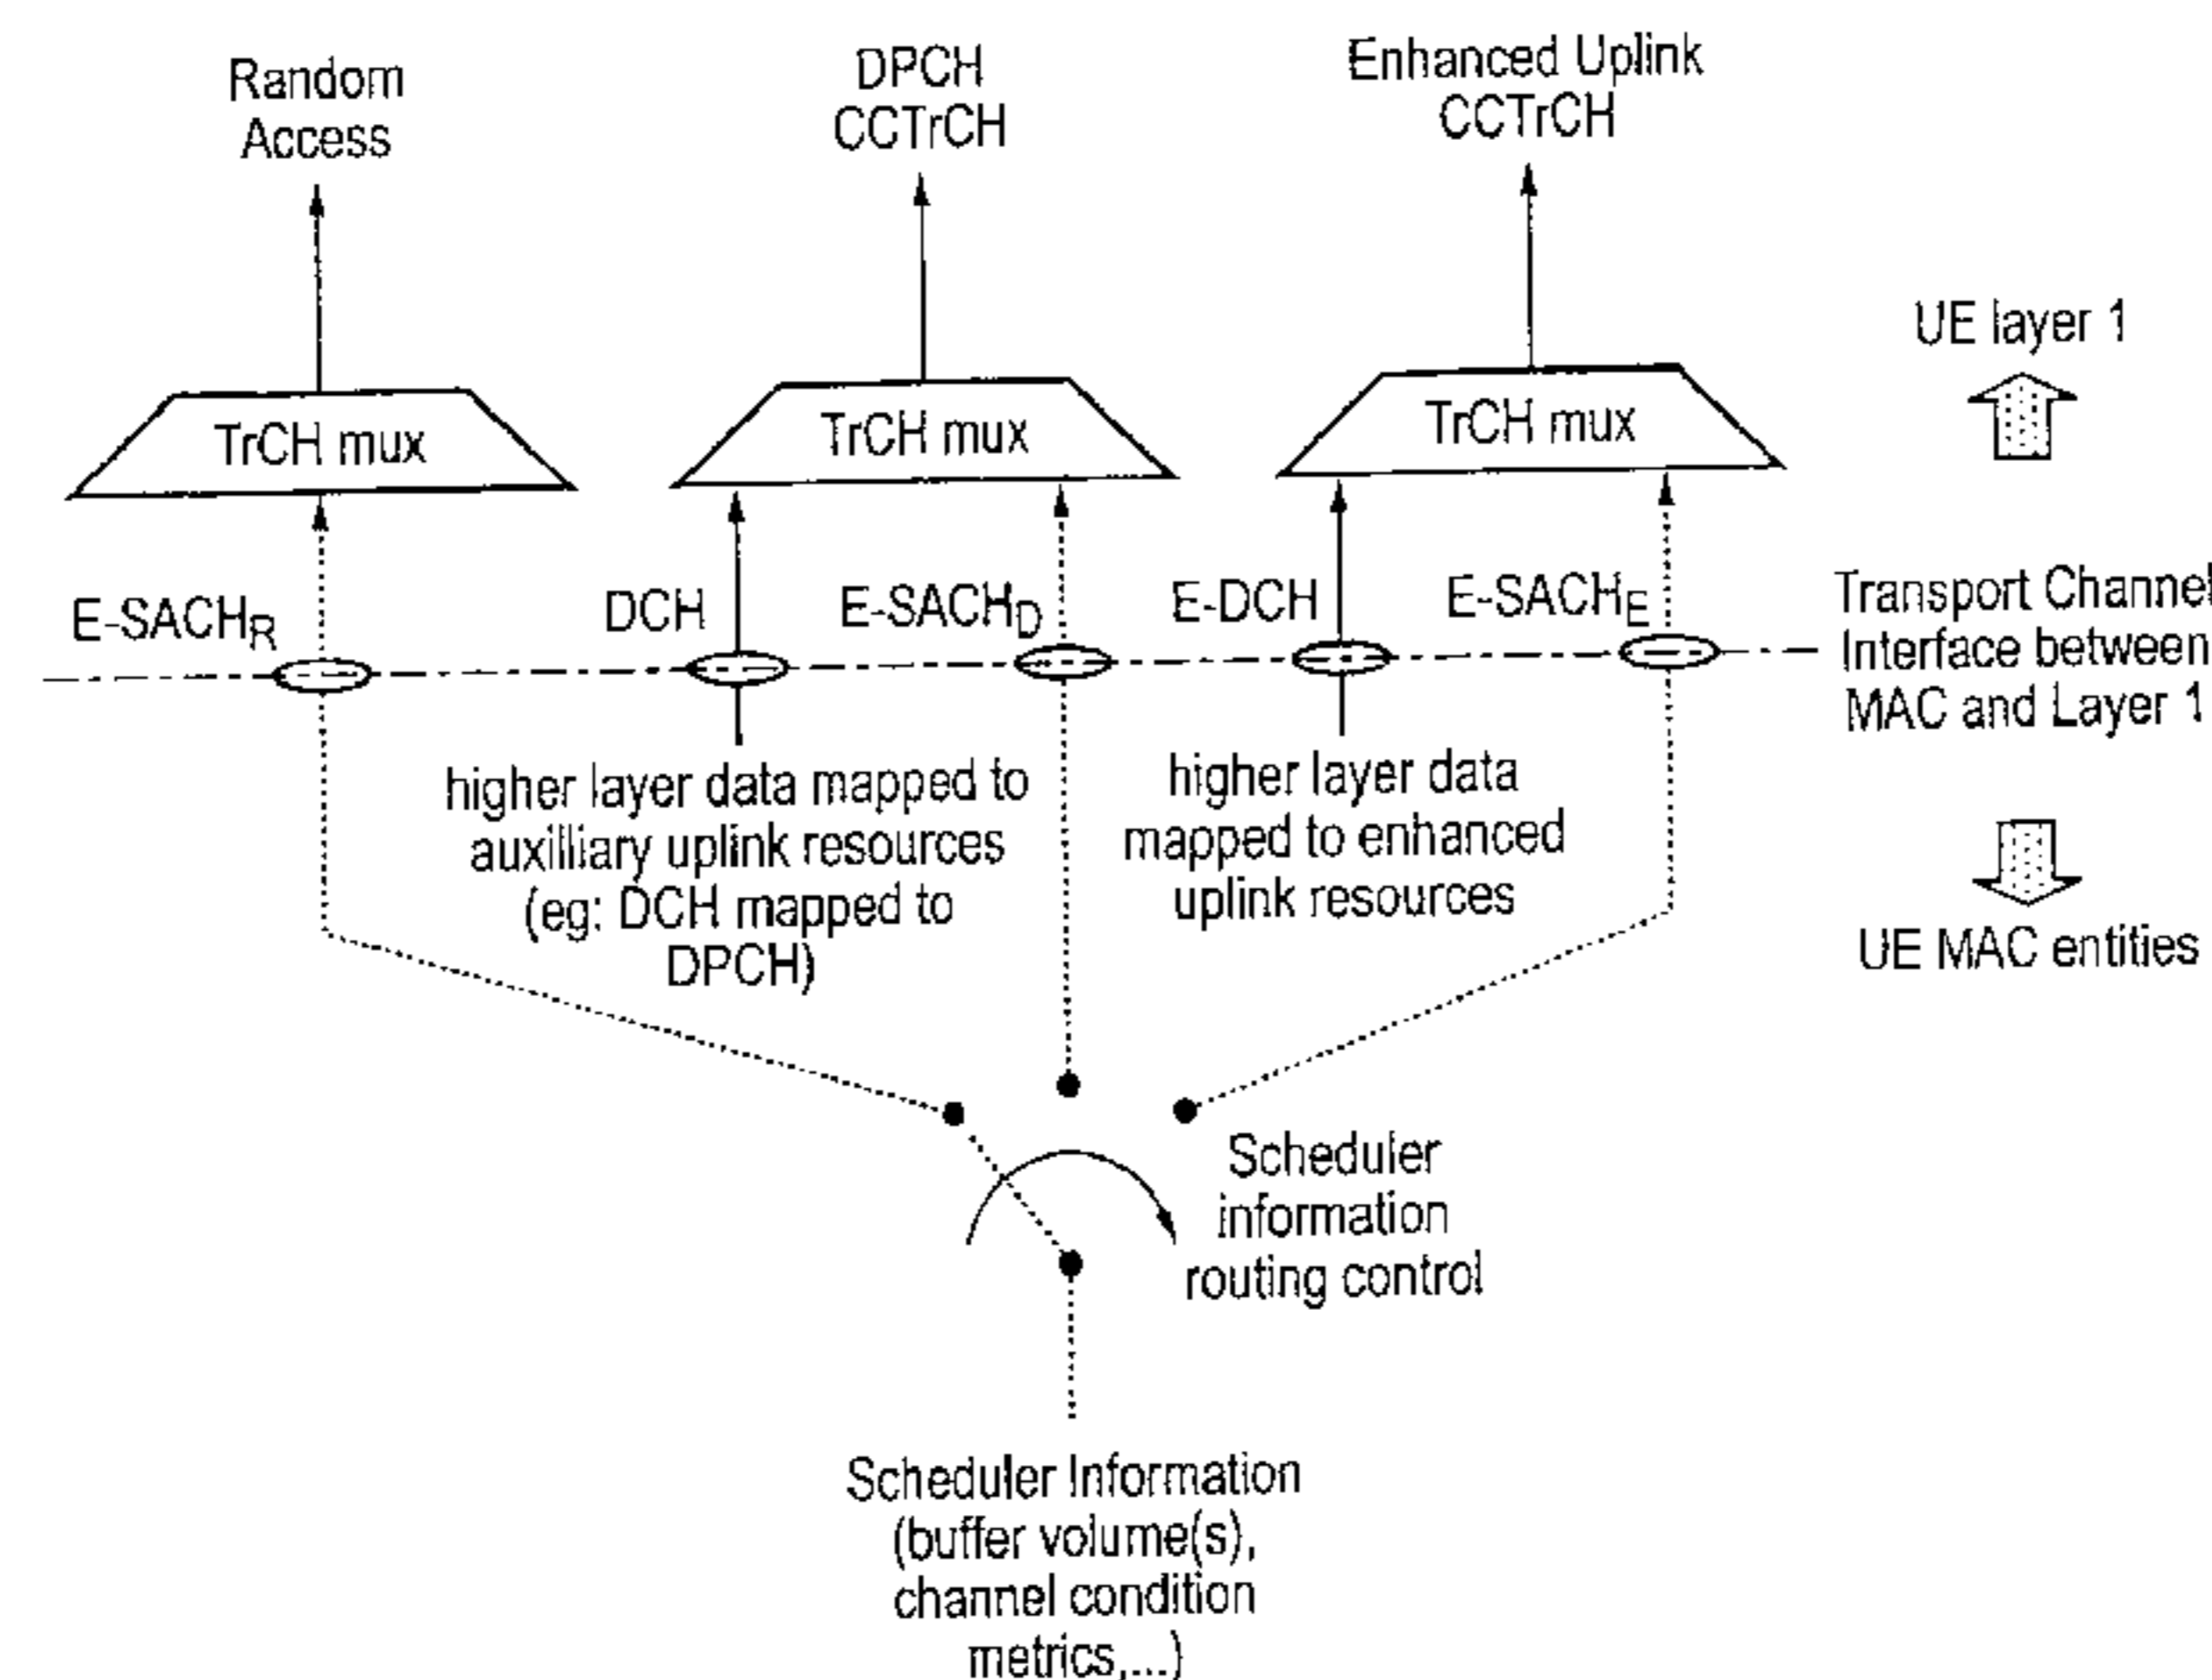 Random
Access
DPCH
CCTrCH
Enhanced Uplink
CCTrCH
UE layer 1
TrCH mux
TrCH mux
TrCH mux
E-SACHR
DCH
E-SACHD
E-DCH
E-SACHE
Transport Channel
Interface between
MAC and Layer 1
higher layer data mapped to
auxilliary uplink resources
(eg: DCH mapped to
DPCH)
higher layer data
mapped to enhanced
uplink resources
UE MAC entities
Scheduler
information
routing control
Scheduler Information
(buffer volume(s),
channel condition
metrics,...)